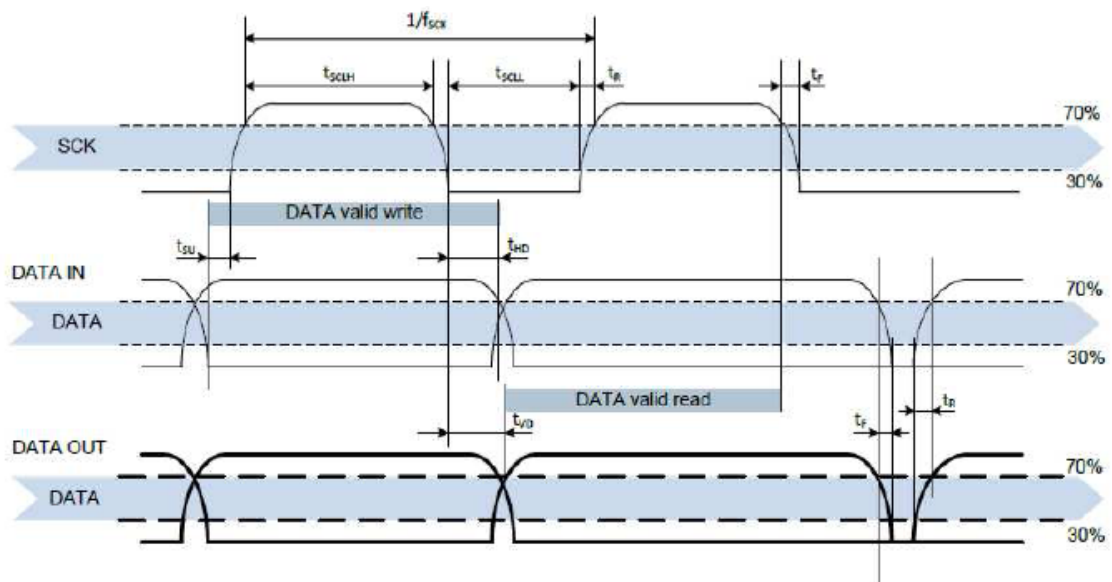 1/fSCK
tSCLH
tSCLL
tR
tF
70%
SCK
30%
DATA valid write
tSU
tHD
DATA IN
70%
DATA
30%
DATA valid read
tR
tVD
tF
DATA OUT
70%
DATA
30%